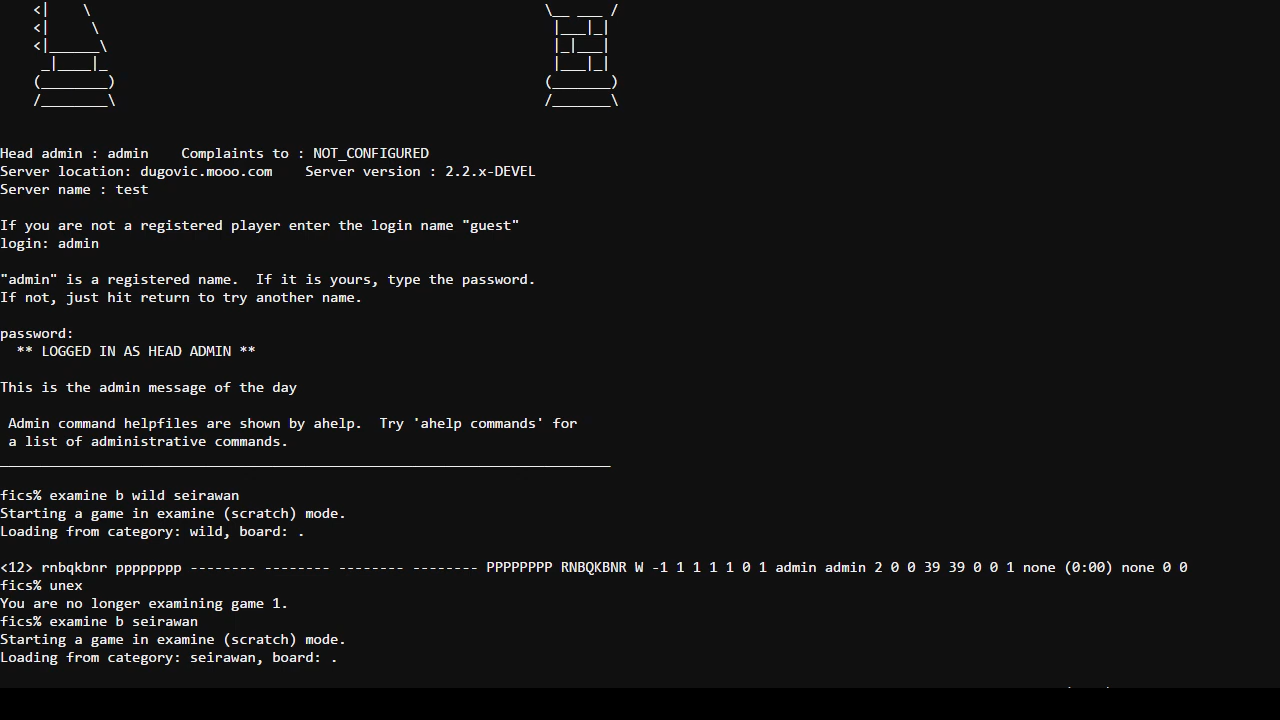 Head admin : admin    Complaints to : NOT_CONFIGURED
Server location: dugovic.mooo.com    Server version : 2.2.x-DEVEL
Server name : test
If you are not a registered player enter the login name "guest"
login: admin
"admin" is a registered name.  If it is yours, type the password.
If not, just hit return to try another name.
password:
** LOGGED IN AS HEAD ADMIN **
This is the admin message of the day
Admin command helpfiles are shown by ahelp.  Try 'ahelp commands' for
a list of administrative commands.
fics% examine b wild seirawan
Starting a game in examine (scratch) mode.
Loading from category: wild, board: .
<12> rnbqkbnr pppppppp -------- -------- -------- -------- PPPPPPPP RNBQKBNR W -1 1 1 1 1 0 1 admin admin 2 0 0 39 39 0 0 1 none (0:00) none 0 0
fics% unex
You are no longer examining game 1.
fics% examine b seirawan
Starting a game in examine (scratch) mode.
Loading from category: seirawan, board: .